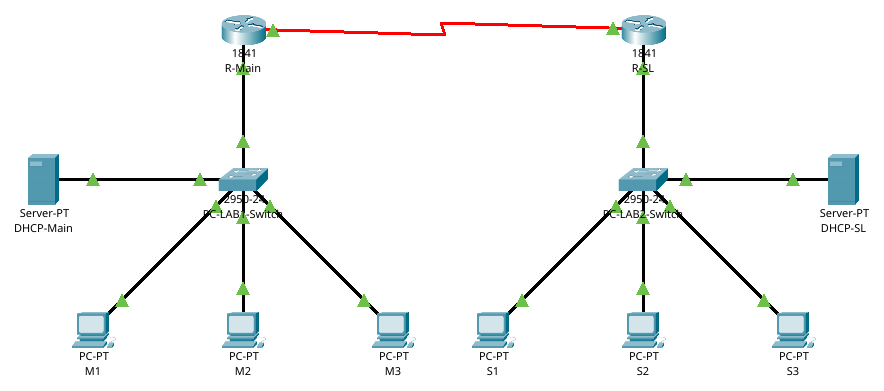 1841
R-Main
1841
R-SL
Server-PT
DHCP-Main
2950-24
PC-LAB1-Switch
2950-24
PC-LAB2-Switch
Server-PT
DHCP-SL
PC-PT
M1
PC-PT
M2
PC-PT
M3
PC-PT
S1
PC-PT
S2
PC-PT
S3